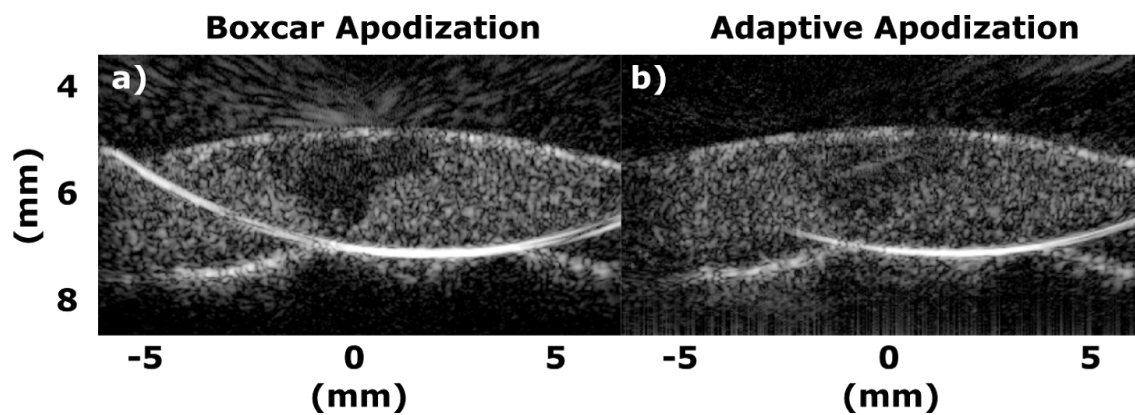 Boxcar Apodization
Adaptive Apodization
a)
b)
4
6
8
(mm)
-5
0
5
-5
0
5
(mm)
(mm)